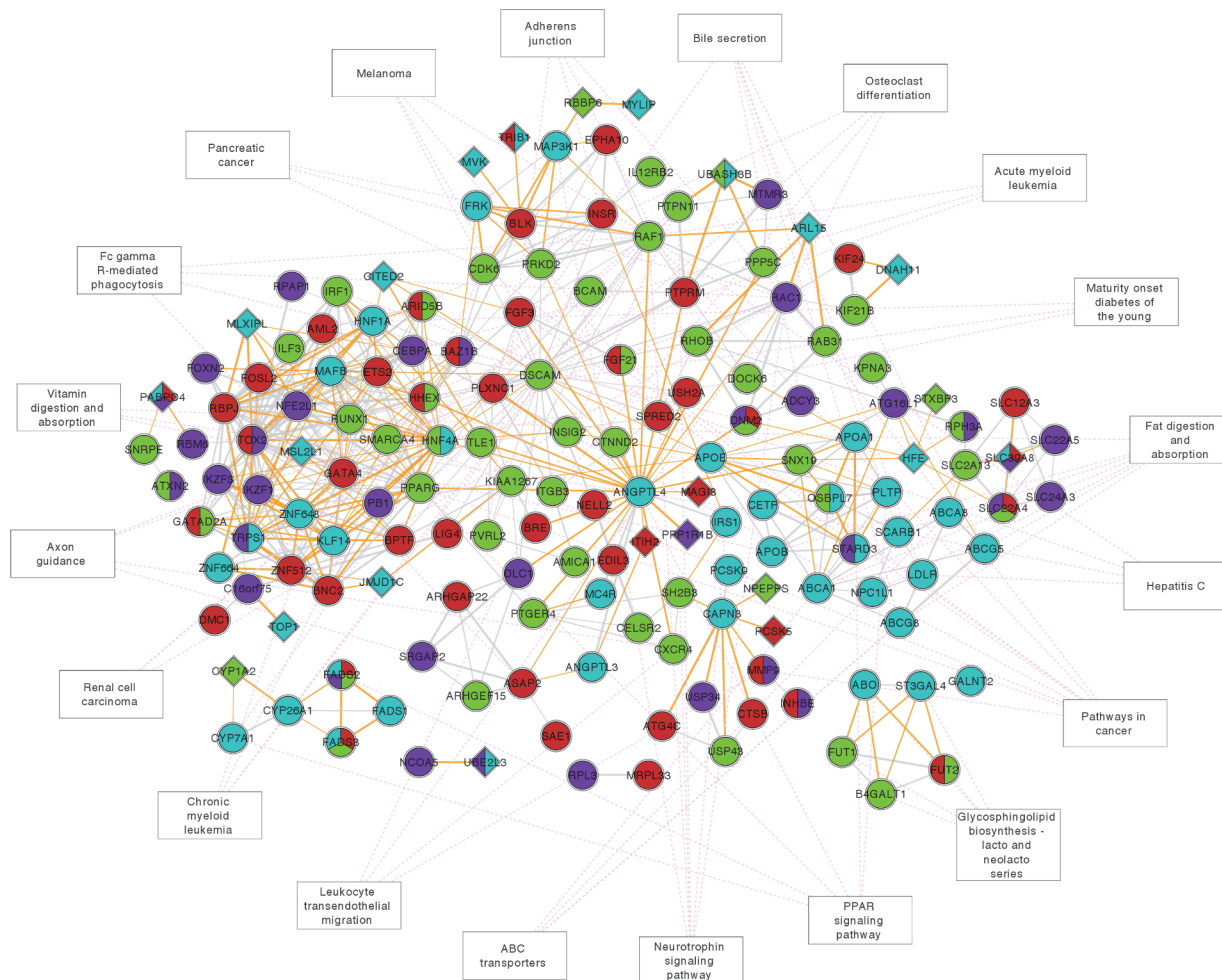 Adherens
junction
Bile secretion
Melanoma
Osteoclast
differentiation
Pancreatic
cancer
Acute myeloid
leukemia
Fc gamma
R-mediated
phagocytosis
Maturity onset
diabetes of
the young
Vitamin
digestion and
absorption
Fat digestion
and
absorption
Axon
guidance
Hepatitis C
Renal cell
carcinoma
Pathways in
cancer
Chronic
myeloid
leukemia
Glycosphingolipid
biosynthesis -
lacto and
neolacto
series
Leukocyte
transendothelial
migration
PPAR
signaling
pathway
ABC
transporters
Neurotrophin
signaling
pathway
RBBP6
MYLIP
TRIB1
MAP3K1
EPHA10
MVK
IL12RB2
UBASH3B
MTMR3
FRK
BLK
INSR
PTPN11
RAF1
ARL15
CDK6
PRKD2
PPP5C
KIF24
DNAH11
CITED2
RPAP1
IRF1
ARID5B
BCAM
PTPRM
RAC1
KIF21B
MLXIPL
AML2
HNF1A
FGF3
ILF3
CEBPA
BAZ1B
RHOB
RAB31
FOXN2
FOSL2
MAFB
ETS2
PLXNC1
DSCAM
FGF21
DOCK6
KPNA3
PABPC4
RBPJ
NFE2L1
HHEX
USH2A
ADCY3
ATG16L1
STXBP3
SLC12A3
SPRED2
DNM2
SNRPE
RBM6
TOX2
RUNX1
SMARCA4
HNF4A
TLE1
INSIG2
CTNND2
APOA1
RPH3A
SLC22A5
MSL2L1
APOE
SNX19
HFE
SLC2A13
SLC39A8
ATXN2
IKZF3
IKZF1
GATA4
PPARG
KIAA1267
ITGB3
ANGPTL4
MAGI3
OSBPL7
PLTP
SLC24A3
SLC22A4
GATAD2A
ZNF648
PB1
NELL2
CETP
ABCA8
TRPS1
KLF14
BPTF
LIG4
PVRL2
BRE
ITIH2
PPP1R1B
IRS1
SCARB1
STARD3
ABCG5
ZNF664
ZNF512
DLC1
AMICA1
EDIL3
APOB
C16orf75
BNC2
JMJD1C
ARHGAP22
MC4R
PCSK9
LDLR
SH2B3
NPEPPS
ABCA1
NPC1L1
DMC1
TOP1
PTGER4
CAPN3
ABCG8
CELSR2
PCSK5
SRGAP2
CXCR4
CYP1A2
FADS2
ANGPTL3
MMP9
ASAP2
ABO
ST3GAL4
GALNT2
ARHGEF15
USP34
INHBE
CYP26A1
FADS1
CTSB
ATG4C
CYP7A1
FADS3
SAE1
USP43
FUT1
FUT2
NCOA5
UBE2L3
RPL3
MRPL33
B4GALT1